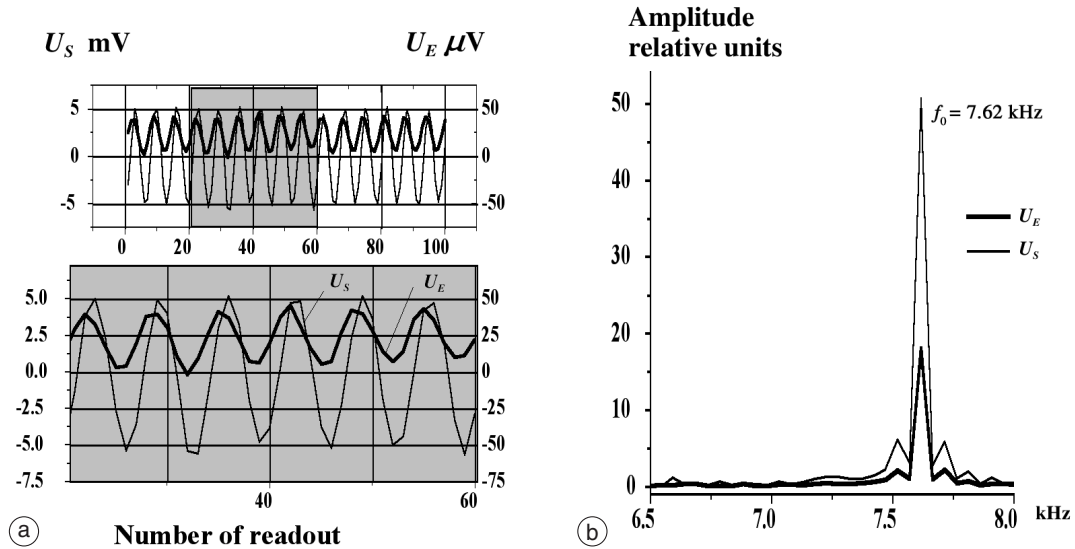 U_S mV
U_E μV
5
0
-5
50
0
-50
0 20 40 60 80 100
U_S
U_E
5.0
2.5
0.0
-2.5
-5.0
-7.5
50
25
0
-25
-50
-75
40 60
a
Number of readout
Amplitude
relative units
50
40
30
20
10
0
f_0 = 7.62 kHz
U_E
U_S
6.5 7.0 7.5 8.0 kHz
b